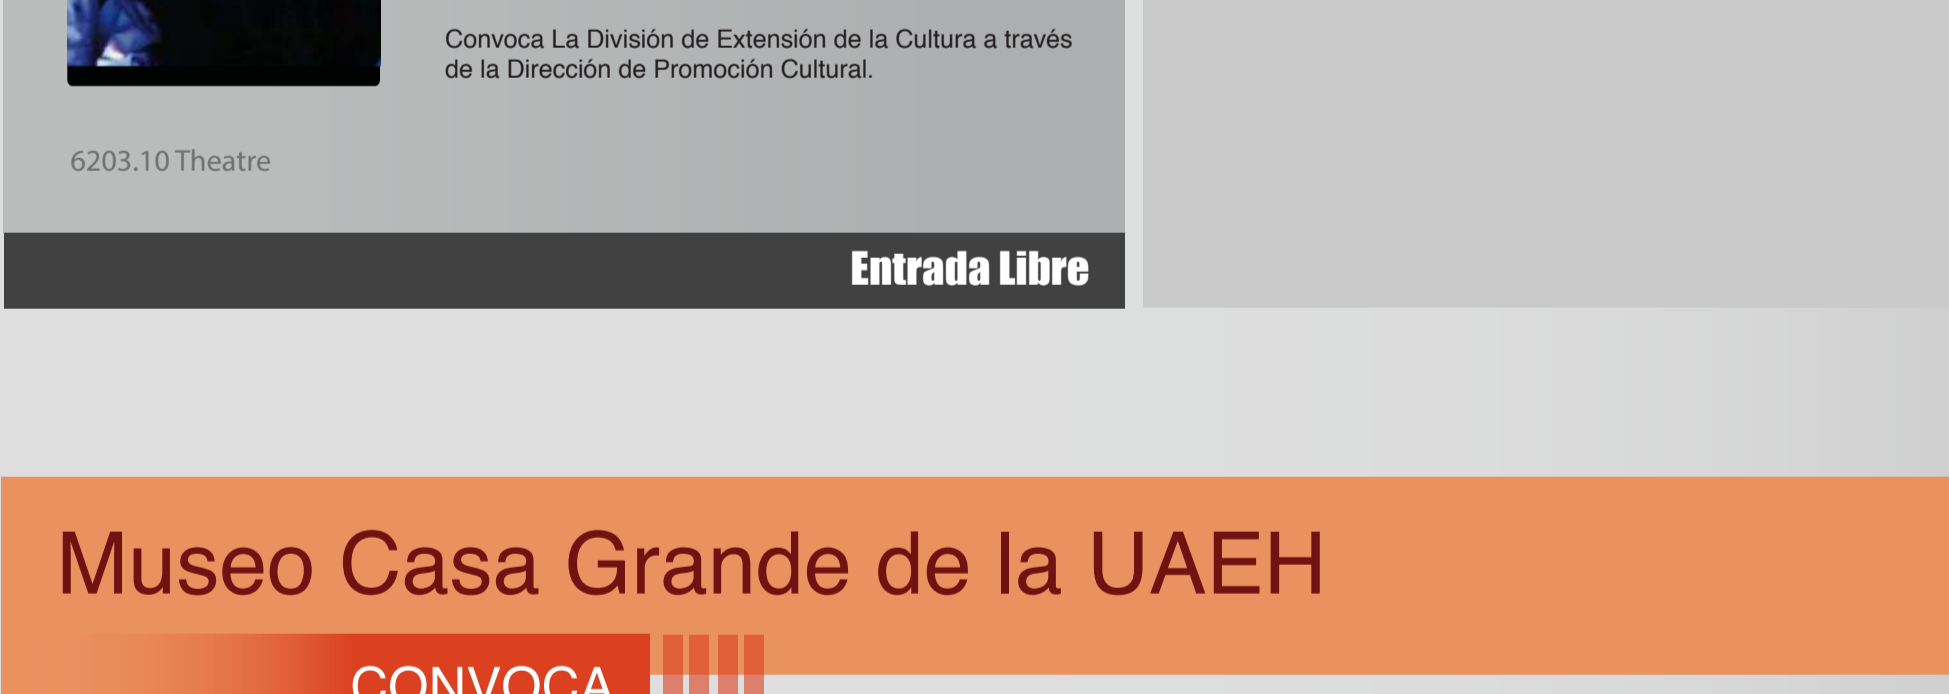 Convoca La División de Extensión de la Cultura a través
de la Dirección de Promoción Cultural.
6203.10 Theatre
Entrada Libre
Museo Casa Grande de la UAEH
CONVOCA